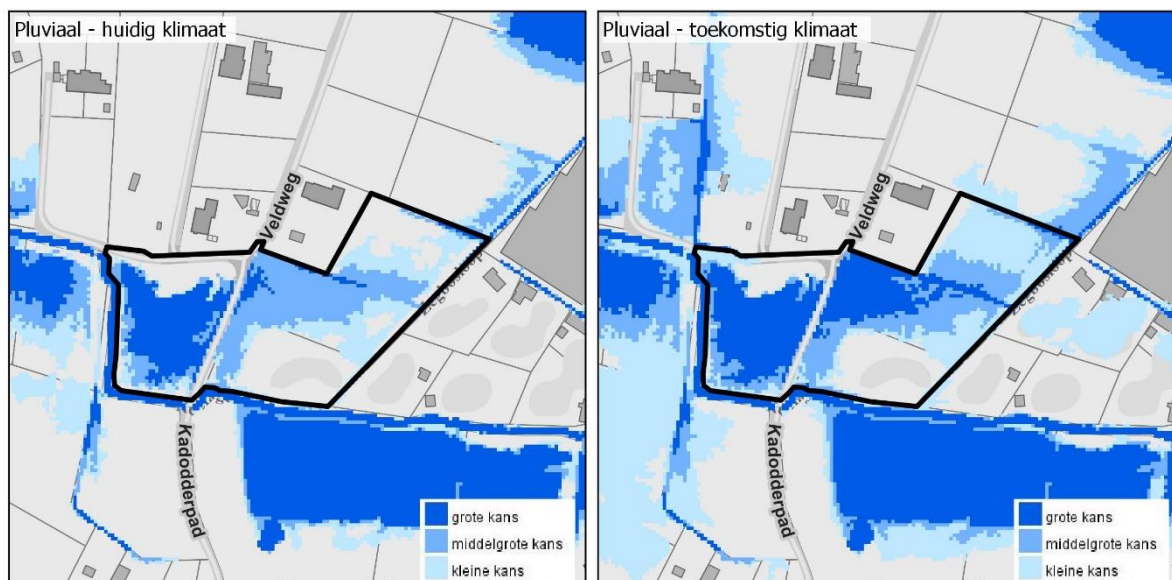 Pluviaal - huidig klimaat
Veldweg
Kadodderpad
grote kans
middelgrote kans
kleine kans
Pluviaal - toekomstig klimaat
Veldweg
Kadodderpad
grote kans
middelgrote kans
kleine kans